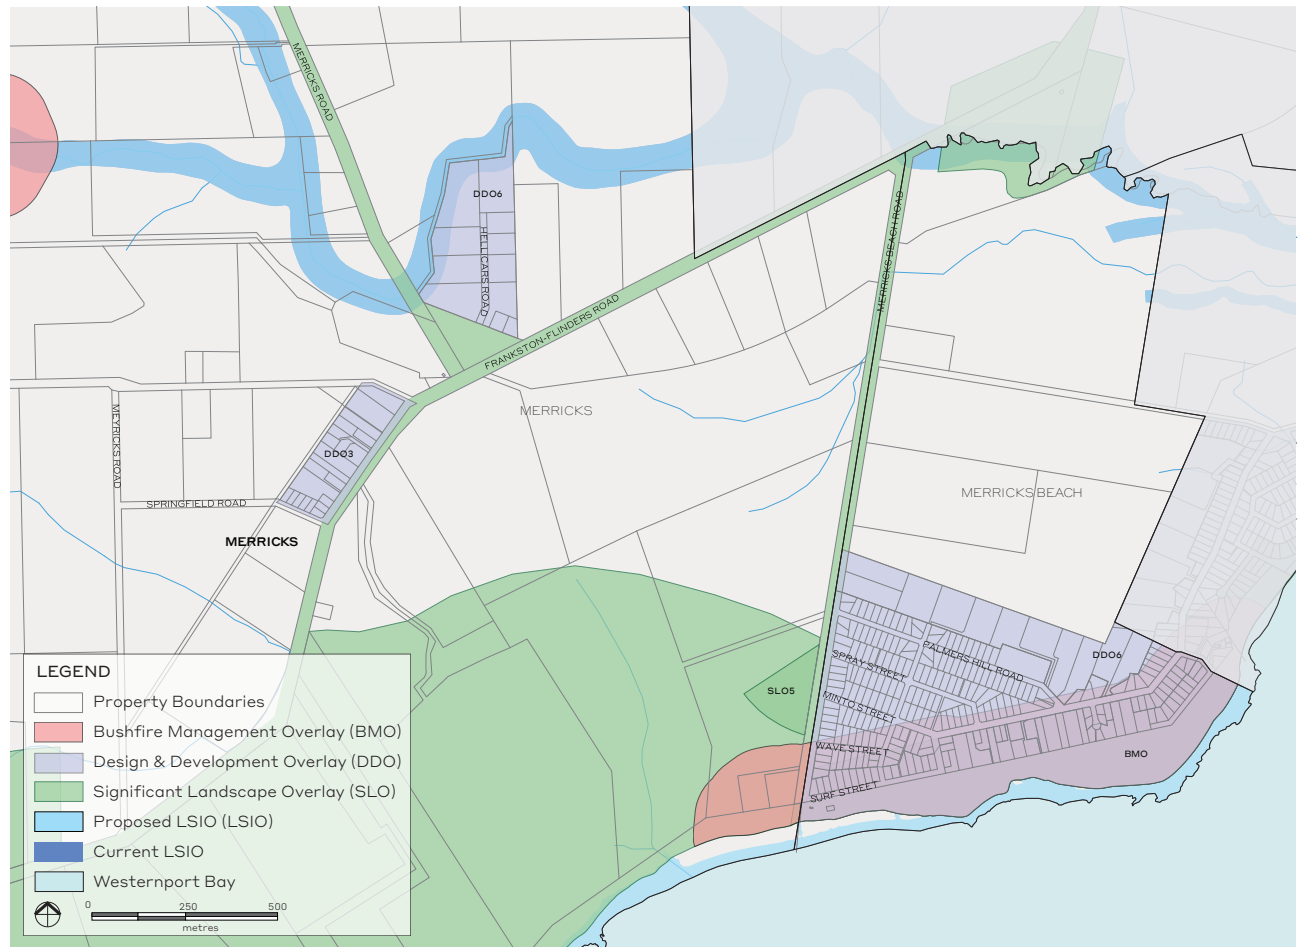 MERRICKS ROAD
DDO6
HELLICARS ROAD
MERRICKS BEACH ROAD
FRANKSTON-FLINDERS ROAD
MERRICKS
MEYRICKS ROAD
DDO3
SPRINGFIELD ROAD
MERRICKS BEACH
MERRICKS
PALMERS HILL ROAD
DDO6
SPRAY STREET
SLO5
MINTO STREET
WAVE STREET
BMO
SURF STREET
LEGEND
Property Boundaries
Bushfire Management Overlay (BMO)
Design & Development Overlay (DDO)
Significant Landscape Overlay (SLO)
Proposed LSIO (LSIO)
Current LSIO
Westernport Bay
0 250 500
metres